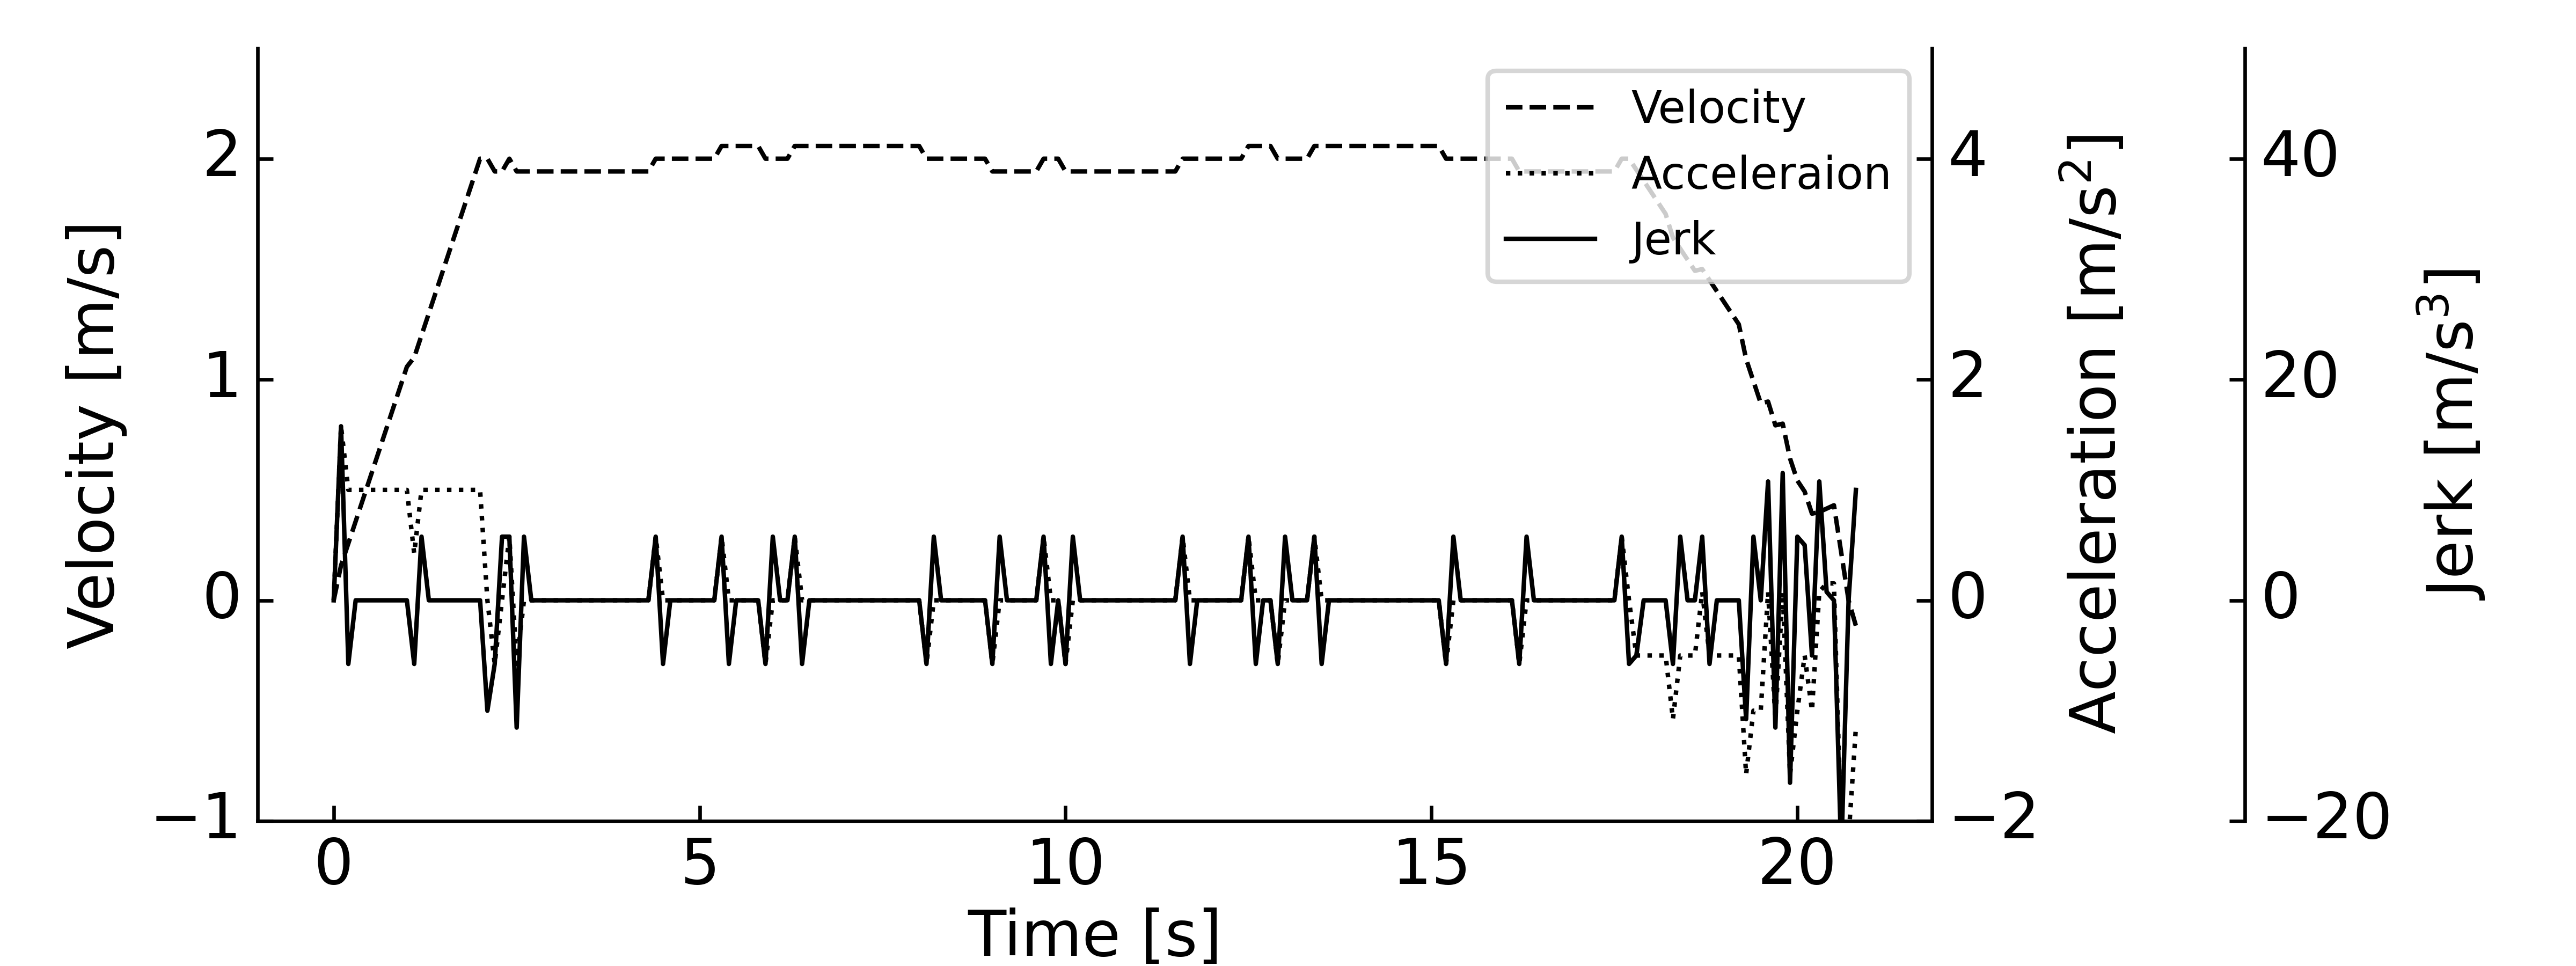 Velocity [m/s]
2
1
0
−1
0
5
10
15
20
Time [s]
Velocity
Acceleraion
Jerk
4
2
0
−2
Acceleration [m/s²]
40
20
0
−20
Jerk [m/s³]